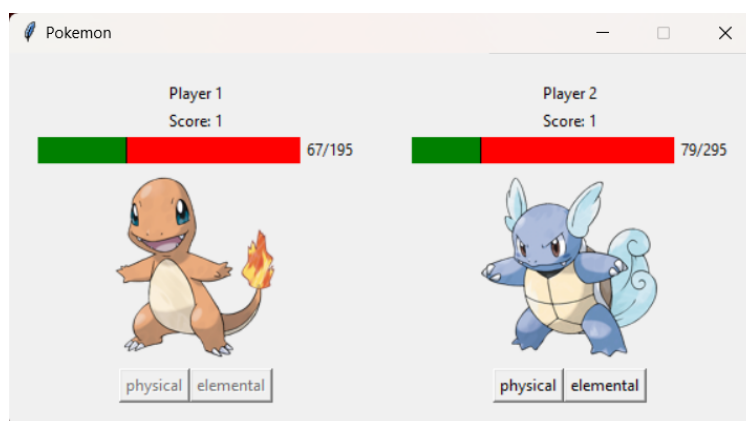 Pokemon
Player 1
Score: 1
67/195
physical elemental
Player 2
Score: 1
79/295
physical elemental